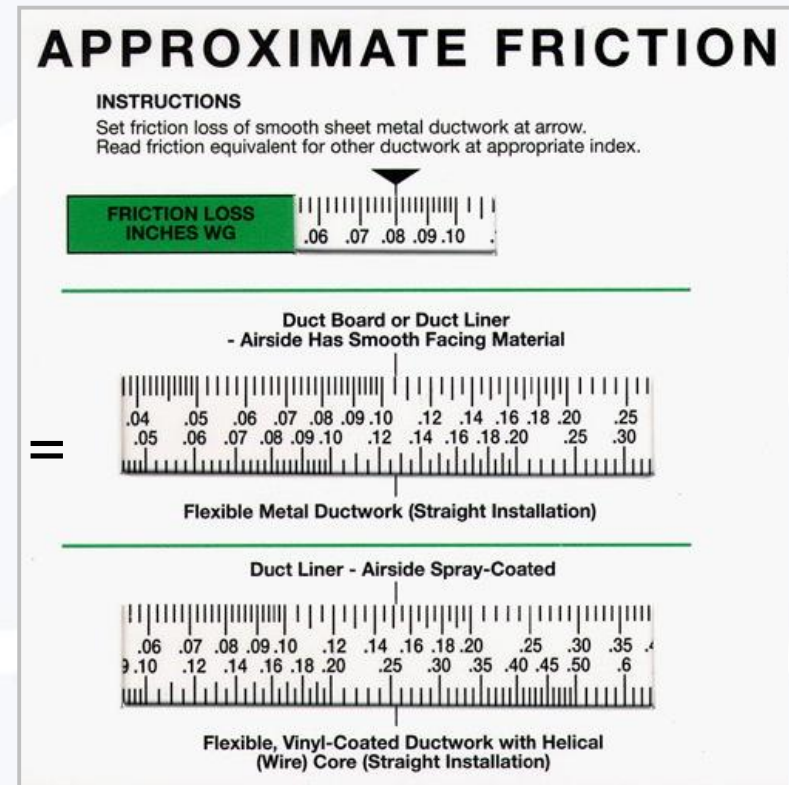 APPROXIMATE FRICTION
INSTRUCTIONS
Set friction loss of smooth sheet metal ductwork at arrow.
Read friction equivalent for other ductwork at appropriate index.
FRICTION LOSS
INCHES WG
.06 .07 .08 .09 .10
Duct Board or Duct Liner
- Airside Has Smooth Facing Material
.04 .05 .06 .07 .08 .09 .10 .12 .14 .16 .18 .20 .25
=
.05 .06 .07 .08 .09 .10 .12 .14 .16 .18 .20 .25 .30
Flexible Metal Ductwork (Straight Installation)
Duct Liner - Airside Spray-Coated
.06 .07 .08 .09 .10 .12 .14 .16 .18 .20 .25 .30 .35
.10 .12 .14 .16 .18 .20 .25 .30 .35 .40 .45 .50 .6
Flexible, Vinyl-Coated Ductwork with Helical
(Wire) Core (Straight Installation)